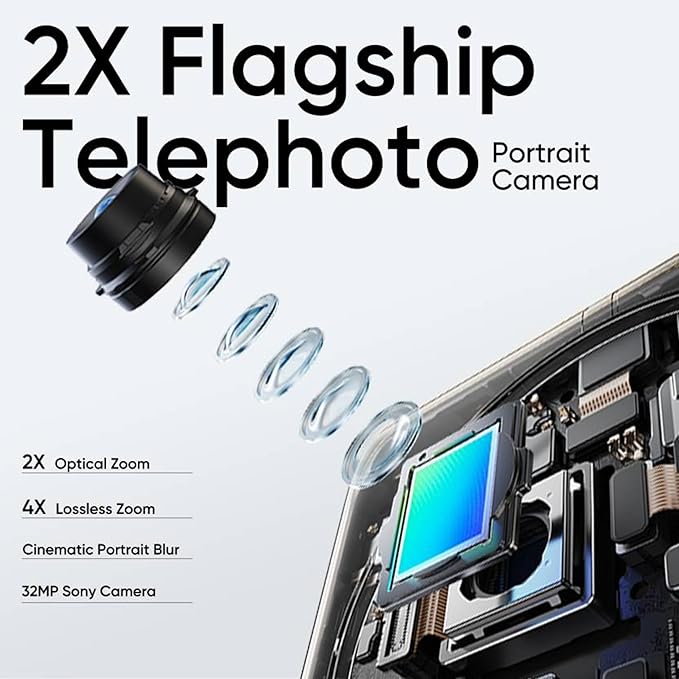 2X Flagship
Telephoto
Portrait
Camera
2X Optical Zoom
4X Lossless Zoom
Cinematic Portrait Blur
32MP Sony Camera